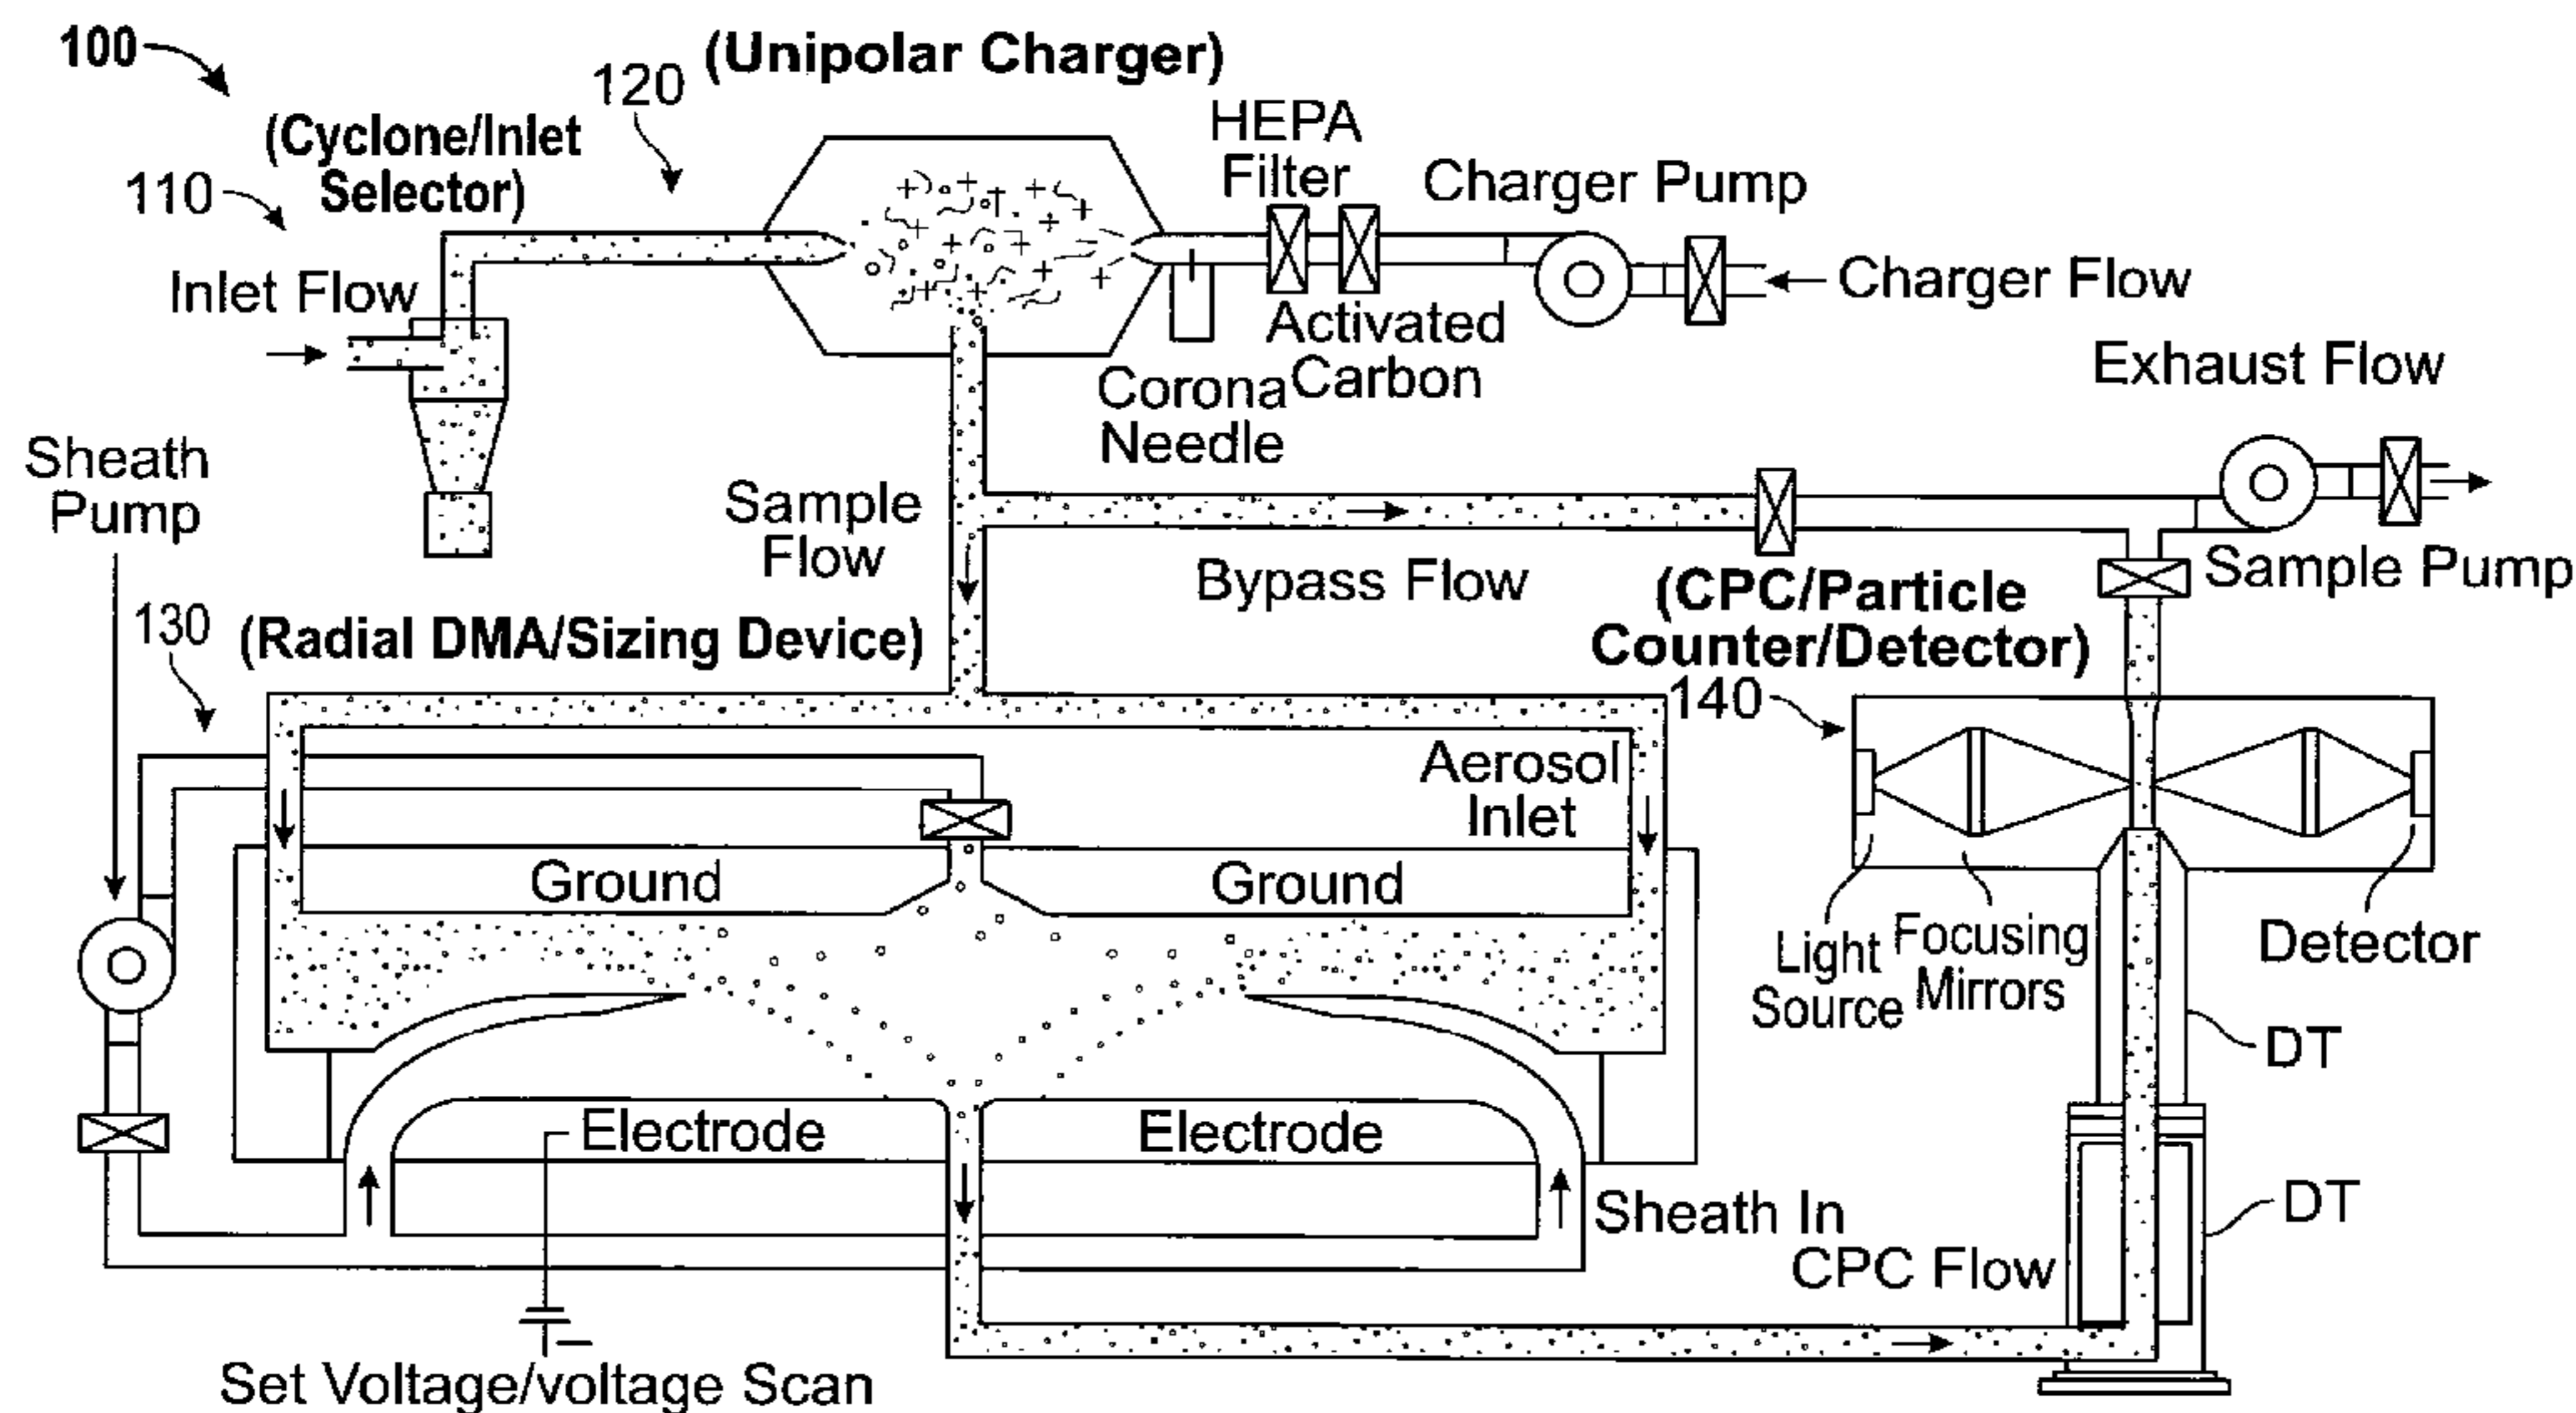 100
(Unipolar Charger)
120
(Cyclone/Inlet
Selector)
110
HEPA
Filter
Charger Pump
Inlet Flow
Charger Flow
Activated
Carbon
Corona
Needle
Exhaust Flow
Sheath
Pump
Sample
Flow
Bypass Flow
Sample Pump
(CPC/Particle
Counter/Detector)
130
(Radial DMA/Sizing Device)
140
Aerosol
Inlet
Ground
Ground
Light
Source
Focusing
Mirrors
Detector
DT
Electrode
Electrode
DT
Sheath In
CPC Flow
Set Voltage/voltage Scan